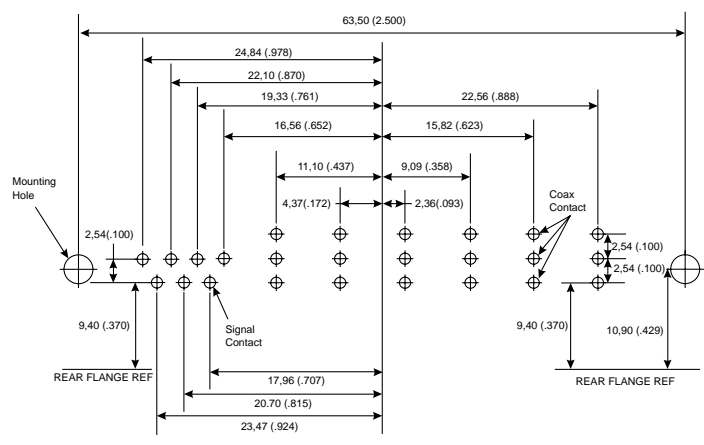 63,50 (2.500)
24,84 (.978)
22,10 (.870)
19,33 (.761)
22,56 (.888)
16,56 (.652)
15,82 (.623)
11,10 (.437)
9,09 (.358)
Mounting
Hole
4,37(.172)
2,36(.093)
Coax
Contact
2,54(.100)
2,54 (.100)
2,54 (.100)
9,40 (.370)
Signal
Contact
9,40 (.370)
10,90 (.429)
REAR FLANGE REF
17,96 (.707)
REAR FLANGE REF
20.70 (.815)
23,47 (.924)